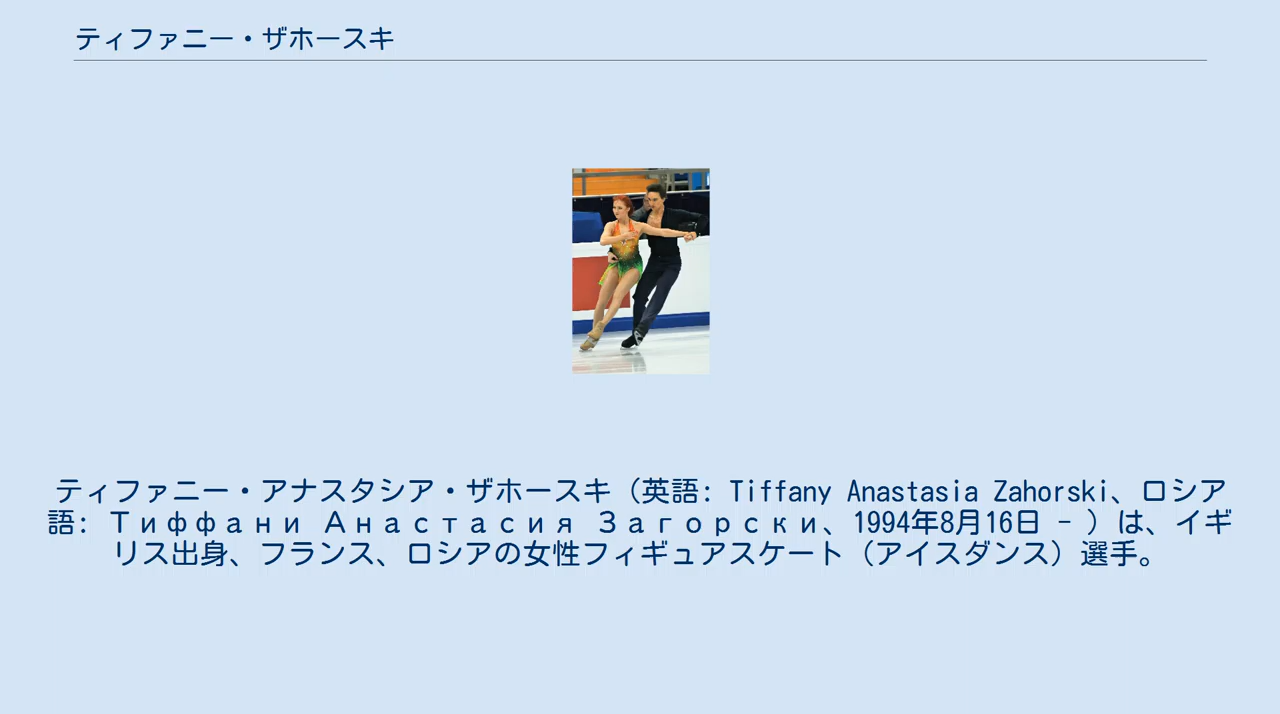 ティファニー・ザホースキ
ティファニー・アナスタシア・ザホースキ（英語: Tiffany Anastasia Zahorski、ロシア
語: Тиффани Анастасия Загорски、1994年8月16日 - ）は、イギ
リス出身、フランス、ロシアの女性フィギュアスケート（アイスダンス）選手。